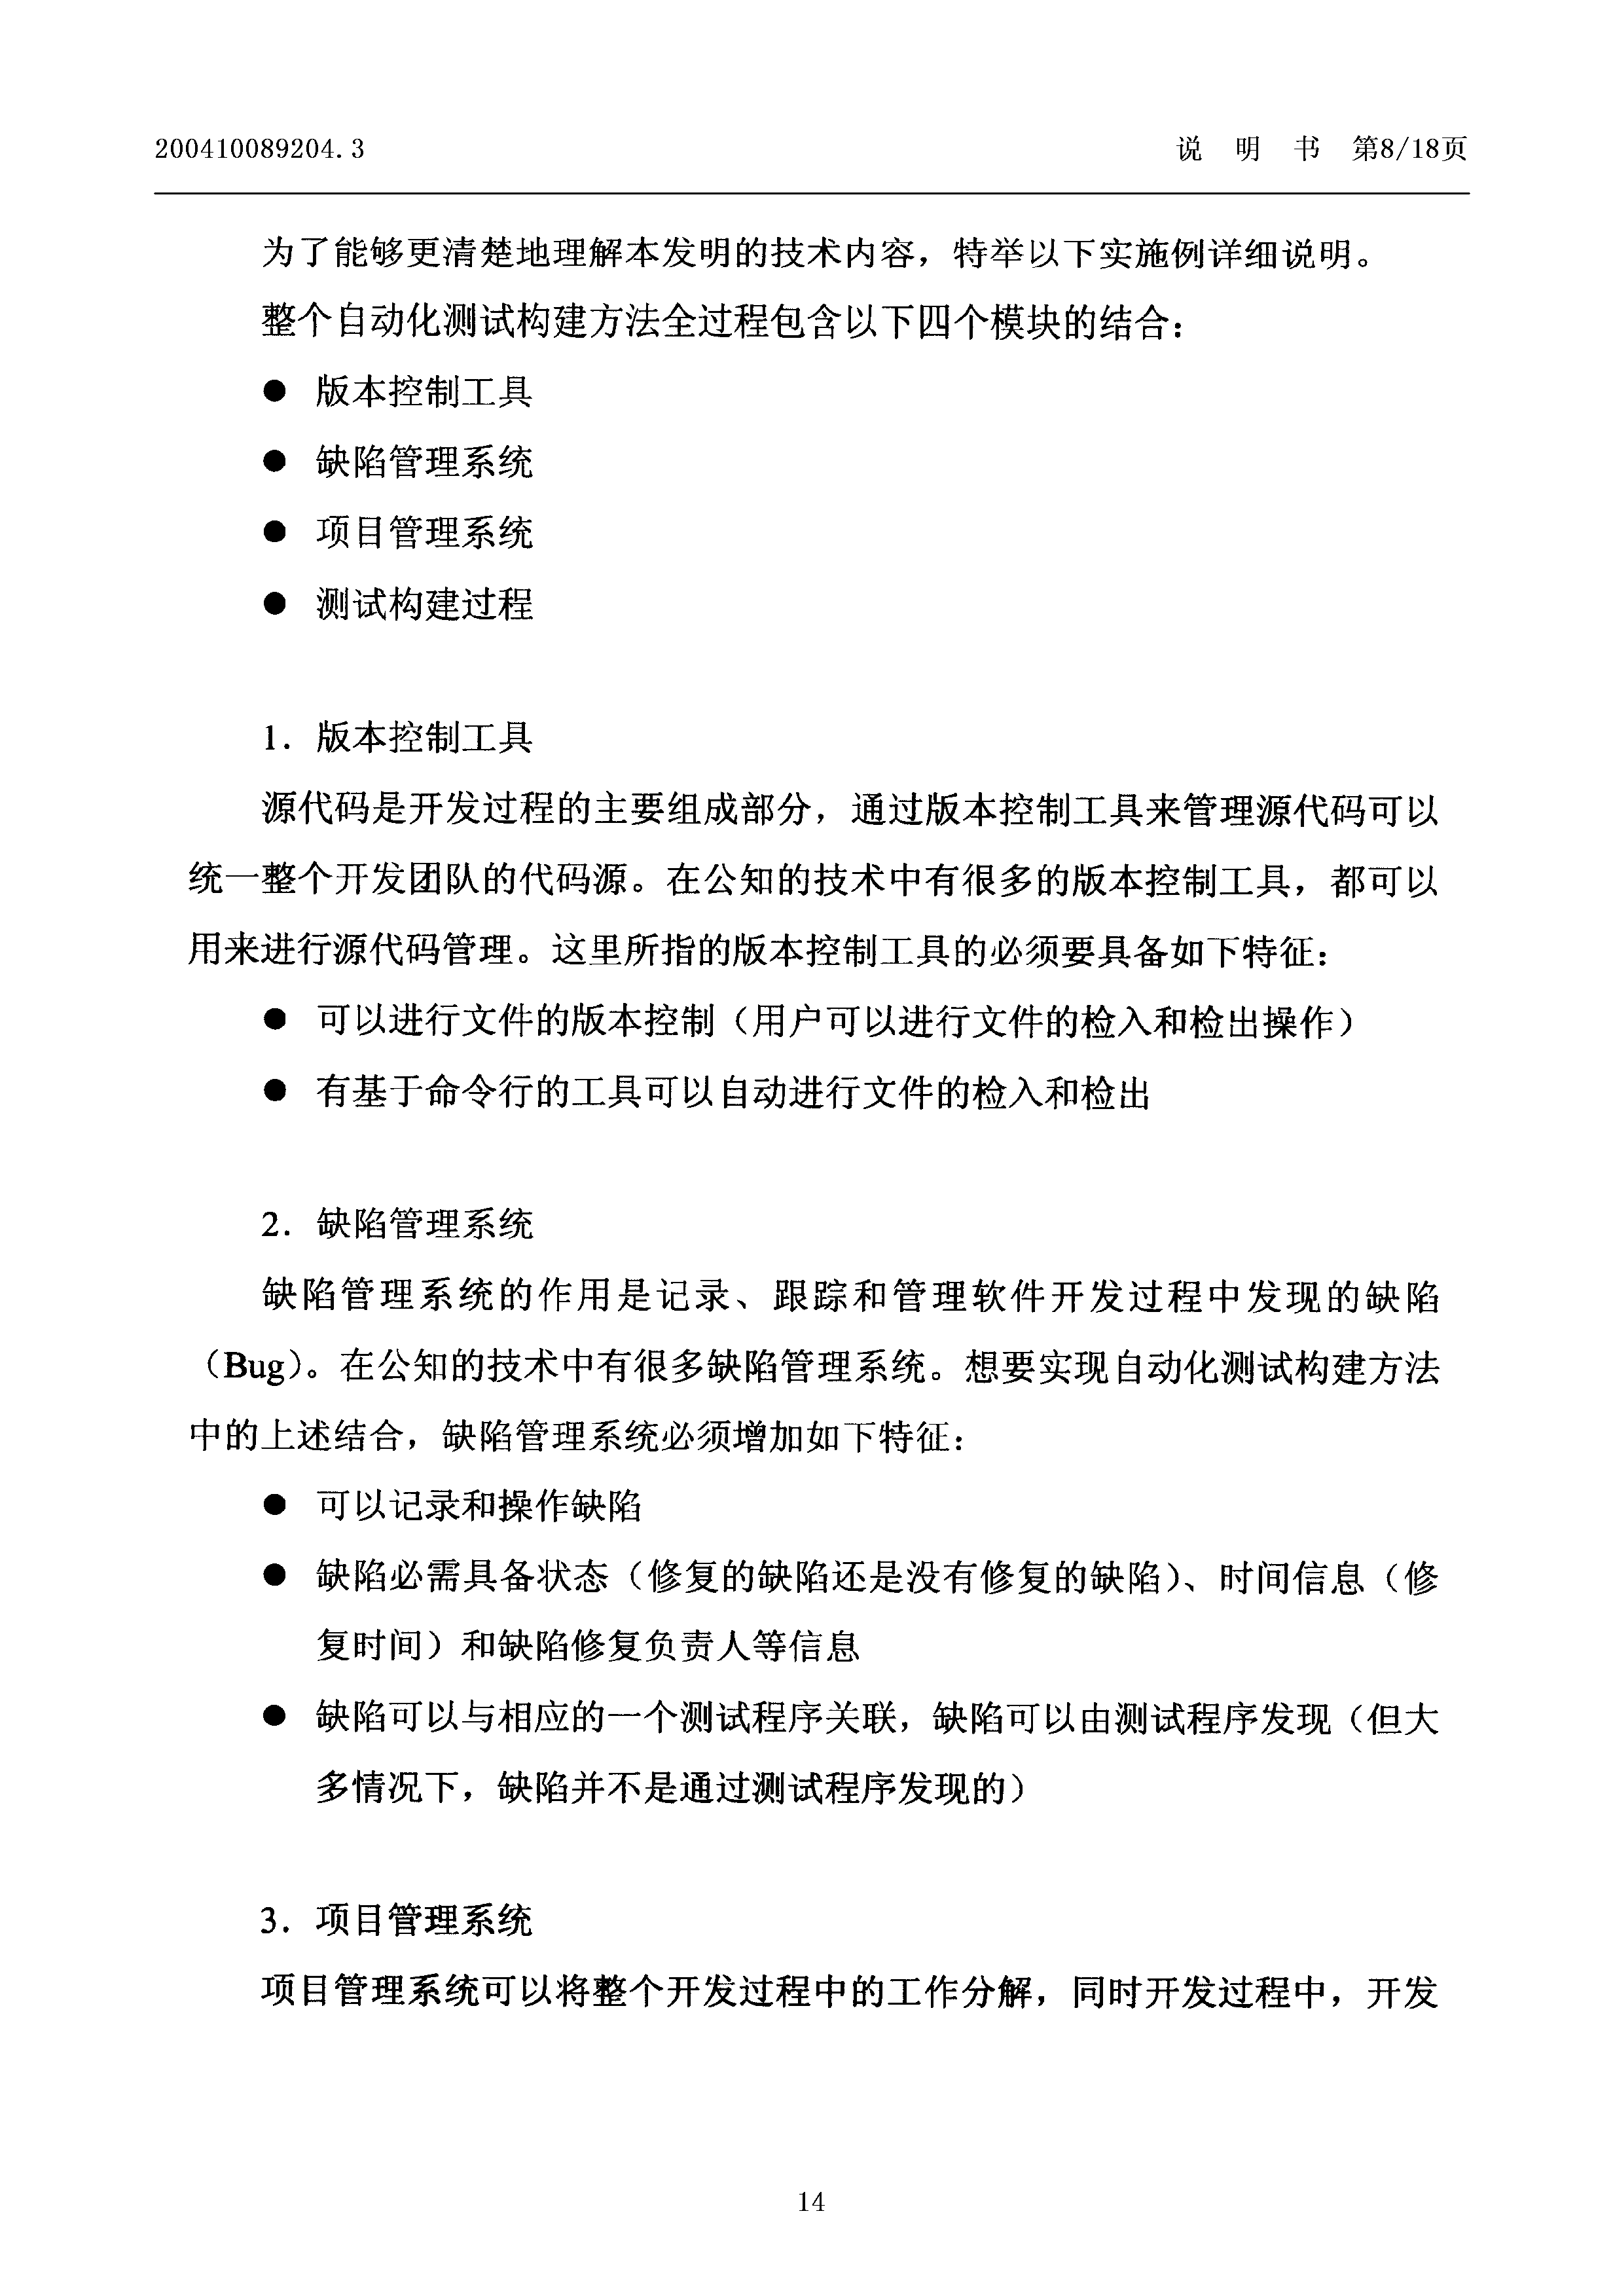 200410089204.3 说 明 书 第8/18页
为了能够更清楚地理解本发明的技术内容，特举以下实施例详细说明。
整个自动化测试构建方法全过程包含以下四个模块的结合：
● 版本控制工具
● 缺陷管理系统
● 项目管理系统
● 测试构建过程
1．版本控制工具
源代码是开发过程的主要组成部分，通过版本控制工具来管理源代码可以
统一整个开发团队的代码源。在公知的技术中有很多的版本控制工具，都可以
用来进行源代码管理。这里所指的版本控制工具的必须要具备如下特征：
● 可以进行文件的版本控制（用户可以进行文件的检入和检出操作）
● 有基于命令行的工具可以自动进行文件的检入和检出
2．缺陷管理系统
缺陷管理系统的作用是记录、跟踪和管理软件开发过程中发现的缺陷
（Bug）。在公知的技术中有很多缺陷管理系统。想要实现自动化测试构建方法
中的上述结合，缺陷管理系统必须增加如下特征：
● 可以记录和操作缺陷
● 缺陷必需具备状态（修复的缺陷还是没有修复的缺陷）、时间信息（修
复时间）和缺陷修复负责人等信息
● 缺陷可以与相应的一个测试程序关联，缺陷可以由测试程序发现（但大
多情况下，缺陷并不是通过测试程序发现的）
3．项目管理系统
项目管理系统可以将整个开发过程中的工作分解，同时开发过程中，开发
14